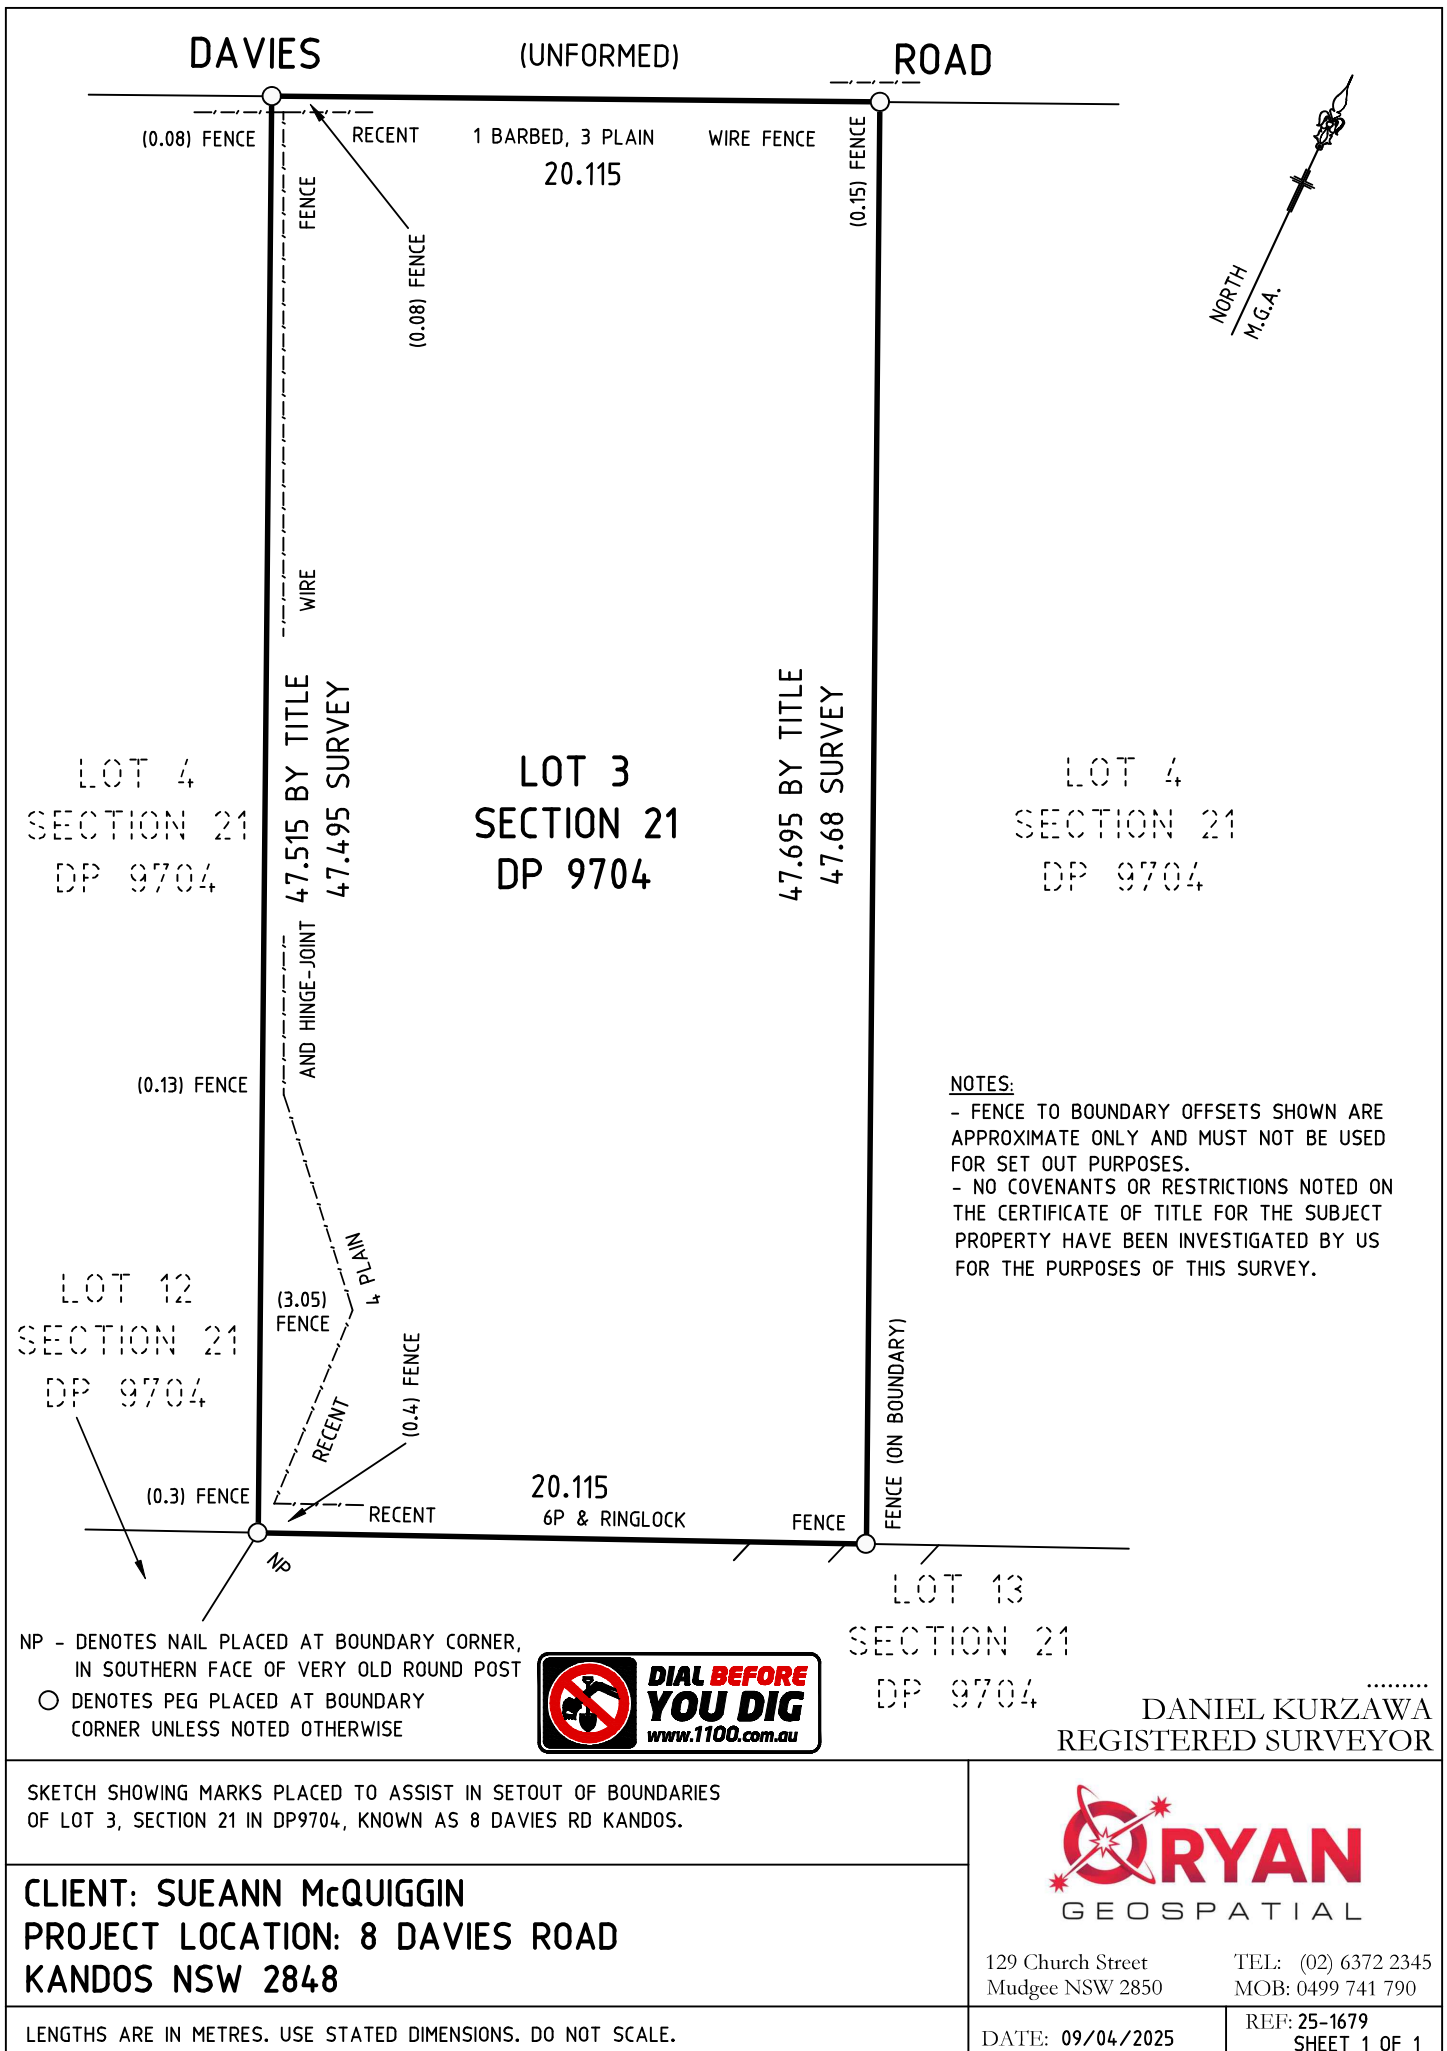 DAVIES (UNFORMED) ROAD
(0.08) FENCE
RECENT 1 BARBED, 3 PLAIN WIRE FENCE
20.115
(0.15) FENCE
FENCE
(0.08) FENCE
NORTH
M.G.A.
WIRE
47.515 BY TITLE
47.495 SURVEY
47.695 BY TITLE
47.68 SURVEY
LOT 4
SECTION 21
DP 9704
LOT 3
SECTION 21
DP 9704
LOT 4
SECTION 21
DP 9704
AND HINGE-JOINT
(0.13) FENCE
NOTES:
- FENCE TO BOUNDARY OFFSETS SHOWN ARE
APPROXIMATE ONLY AND MUST NOT BE USED
FOR SET OUT PURPOSES.
- NO COVENANTS OR RESTRICTIONS NOTED ON
THE CERTIFICATE OF TITLE FOR THE SUBJECT
PROPERTY HAVE BEEN INVESTIGATED BY US
FOR THE PURPOSES OF THIS SURVEY.
4 PLAIN
LOT 12
SECTION 21
DP 9704
(3.05)
FENCE
(0.4) FENCE
RECENT
FENCE (ON BOUNDARY)
(0.3) FENCE
RECENT
20.115
6P & RINGLOCK
FENCE
NP
LOT 13
SECTION 21
DP 9704
NP - DENOTES NAIL PLACED AT BOUNDARY CORNER,
IN SOUTHERN FACE OF VERY OLD ROUND POST
DENOTES PEG PLACED AT BOUNDARY
CORNER UNLESS NOTED OTHERWISE
DIAL BEFORE
YOU DIG
www.1100.com.au
.........
DANIEL KURZAWA
REGISTERED SURVEYOR
SKETCH SHOWING MARKS PLACED TO ASSIST IN SETOUT OF BOUNDARIES
OF LOT 3, SECTION 21 IN DP9704, KNOWN AS 8 DAVIES RD KANDOS.
CLIENT: SUEANN McQUIGGIN
PROJECT LOCATION: 8 DAVIES ROAD
KANDOS NSW 2848
ORYAN
GEOSPATIAL
129 Church Street
Mudgee NSW 2850
TEL: (02) 6372 2345
MOB: 0499 741 790
LENGTHS ARE IN METRES. USE STATED DIMENSIONS. DO NOT SCALE.
DATE: 09/04/2025
REF: 25-1679
SHEET 1 OF 1